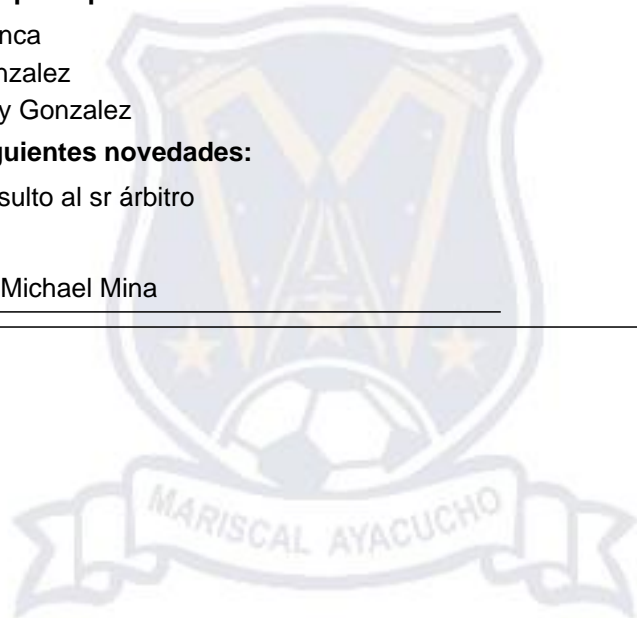 nca
nzalez
y Gonzalez
guientes novedades:
sulto al sr árbitro
Michael Mina
MARISCAL AYACUCHO